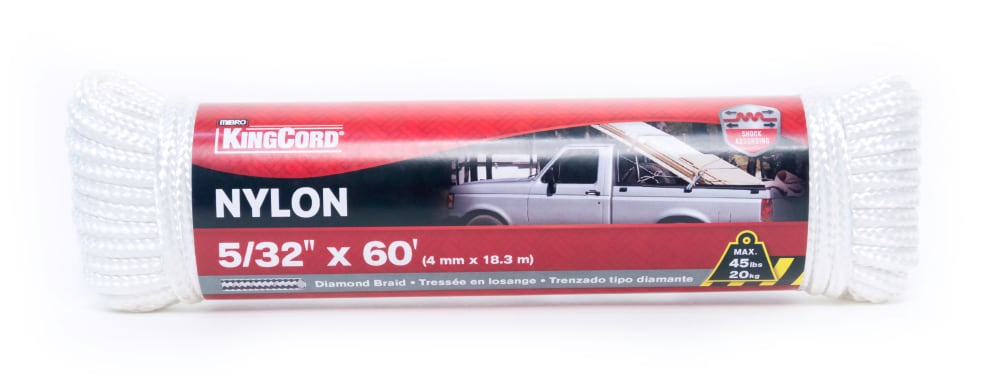 MIBRO
KINGCORD®
SHOCK
ABSORBING
NYLON
5/32" x 60' (4 mm x 18.3 m)
MAX.
45 lbs
20 kg
Diamond Braid • Tressée en losange • Trenzado tipo diamante